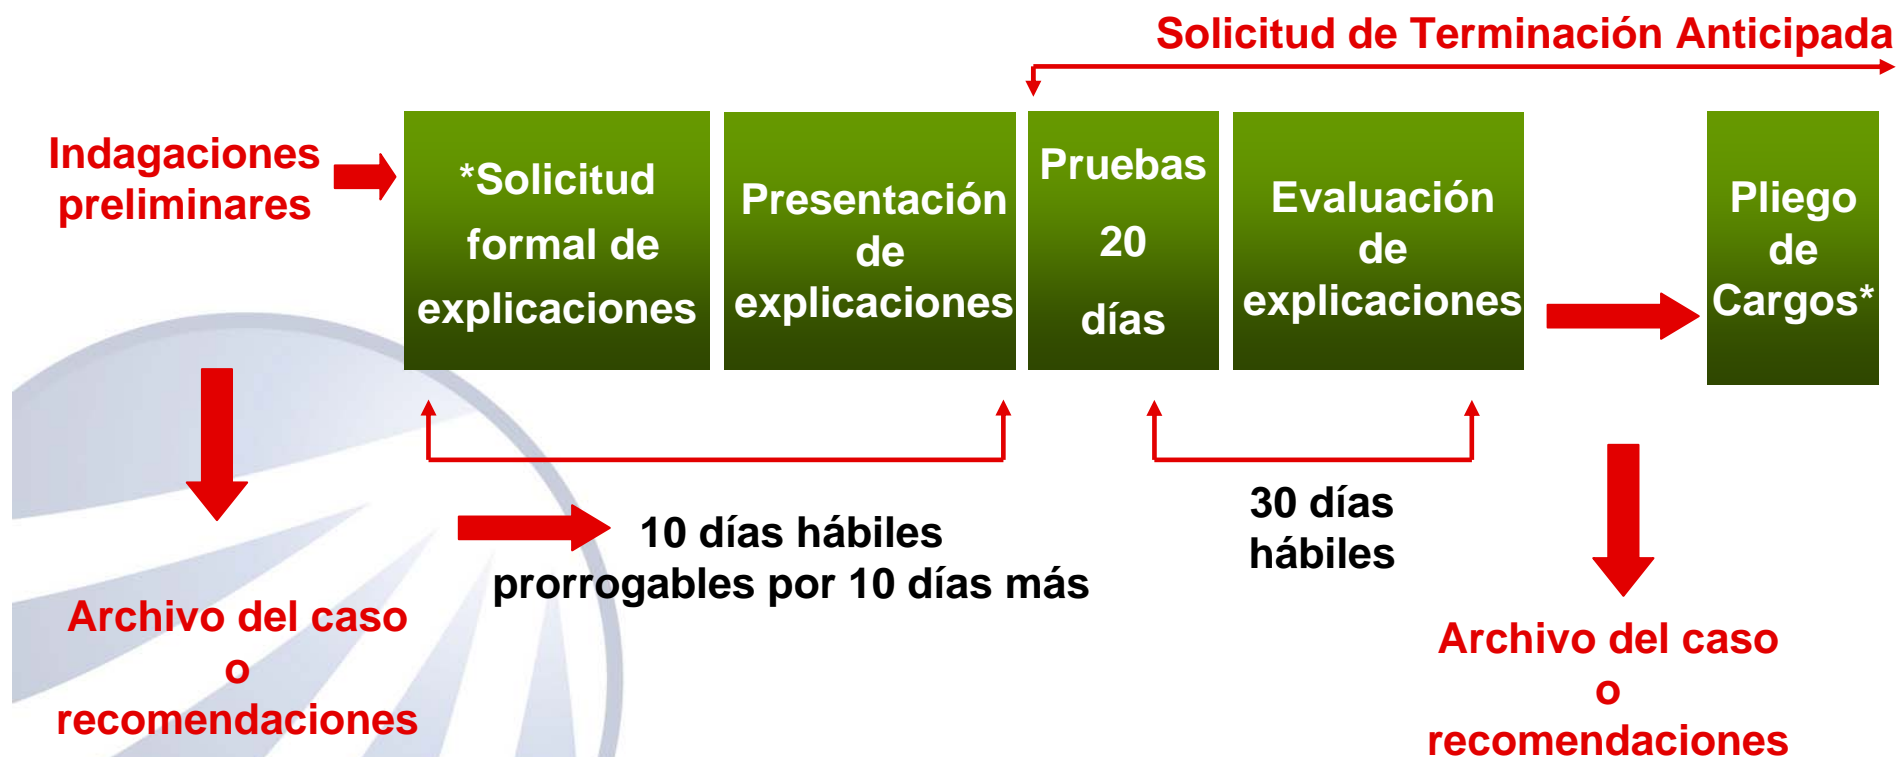 Solicitud de Terminación Anticipada
Indagaciones
preliminares
*Solicitud
formal de
explicaciones
Presentación
de
explicaciones
Pruebas
20
días
Evaluación
de
explicaciones
Pliego
de
Cargos*
10 días hábiles
prorrogables por 10 días más
30 días
hábiles
Archivo del caso
o
recomendaciones
Archivo del caso
o
recomendaciones